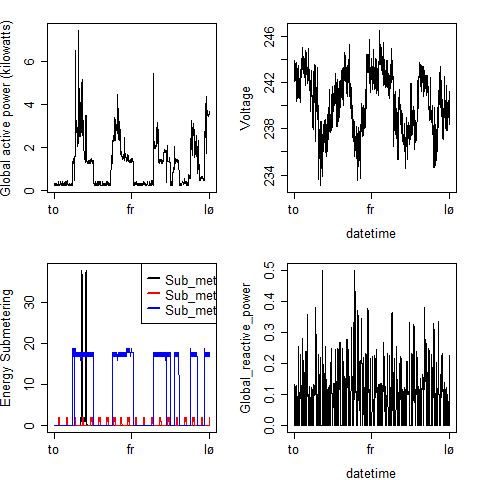 Global active power (kilowatts)
0 2 4 6
to fr lø
Voltage
234 238 242 246
to fr lø
datetime
Energy Submetering
0 10 20 30
Sub_met
Sub_met
Sub_met
to fr lø
Global_reactive_power
0.0 0.1 0.2 0.3 0.4 0.5
to fr lø
datetime